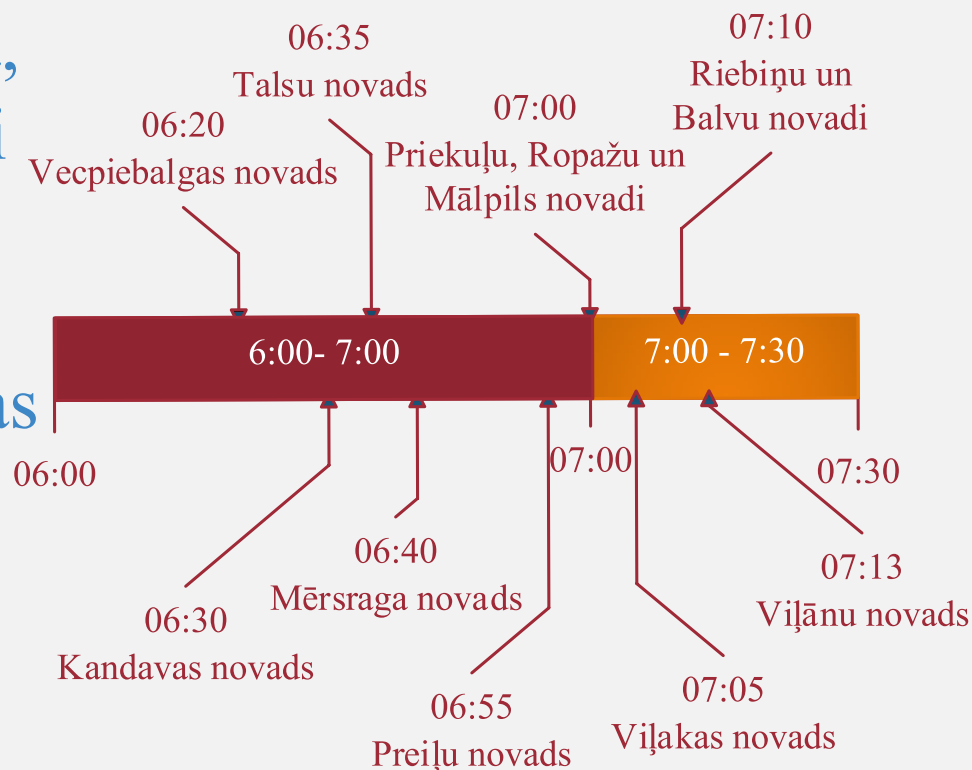 06:35
Talsu novads
07:10
Riebiņu un
Balvu novadi
06:20
Vecpiebalgas novads
07:00
Priekuļu, Ropažu un
Mālpils novadi
6:00- 7:00
7:00 - 7:30
as
06:00
07:00
07:30
06:40
Mērsraga novads
07:13
Viļānu novads
06:30
Kandavas novads
06:55
Preiļu novads
07:05
Viļakas novads